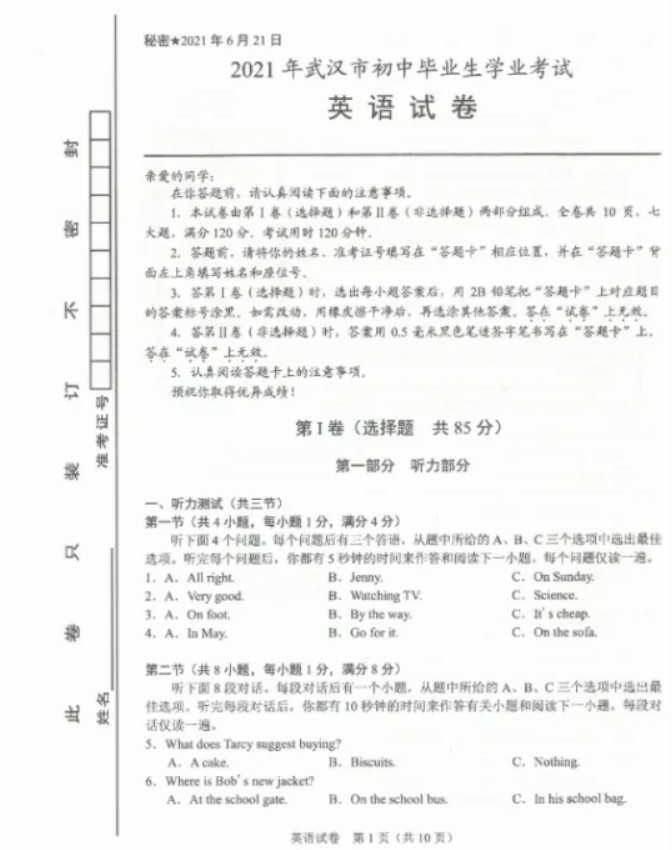 秘密★2021年6月21日
2021年武汉市初中毕业生学业考试
英语试卷
亲爱的同学：
在你答题前，请认真阅读下面的注意事项。
1．本试卷由第Ⅰ卷（选择题）和第Ⅱ卷（非选择题）两部分组成。全卷共 10 页，七
大题，满分 120 分。考试用时 120 分钟。
2．答题前，请将你的姓名、准考证号填写在“答题卡”相应位置，并在“答题卡”背
面左上角填写姓名和座位号。
3．答第Ⅰ卷（选择题）时，选出每小题答案后，用 2B 铅笔把“答题卡”上对应题目
的答案标号涂黑。如需改动，用橡皮擦干净后，再选涂其他答案。答在“试卷”上无效。
4．答第Ⅱ卷（非选择题）时，答案用 0.5 毫米黑色笔迹签字笔书写在“答题卡”上。
答在“试卷”上无效。
5．认真阅读答题卡上的注意事项。
预祝你取得优异成绩！
第Ⅰ卷（选择题 共 85 分）
第一部分 听力部分
一、听力测试（共三节）
第一节（共 4 小题，每小题 1 分，满分 4 分）
听下面 4 个问题。每个问题后有三个答语，从题中所给的 A、B、C 三个选项中选出最佳
选项。听完每个问题后，你都有 5 秒钟的时间来作答和阅读下一小题。每个问题仅读一遍。
1．A．All right. B．Jenny. C．On Sunday.
2．A．Very good. B．Watching TV. C．Science.
3．A．On foot. B．By the way. C．It's cheap.
4．A．In May. B．Go for it. C．On the sofa.
第二节（共 8 小题，每小题 1 分，满分 8 分）
听下面 8 段对话。每段对话后有一个小题，从题中所给的 A、B、C 三个选项中选出最
佳选项。听完每段对话后，你都有 10 秒钟的时间来作答有关小题和阅读下一小题。每段对
话仅读一遍。
5．What does Tarcy suggest buying?
A．A cake. B．Biscuits. C．Nothing.
6．Where is Bob's new jacket?
A．At the school gate. B．On the school bus. C．In his school bag.
英语试卷 第 1 页（共 10 页）
此卷只装订不密封
姓名
准考证号